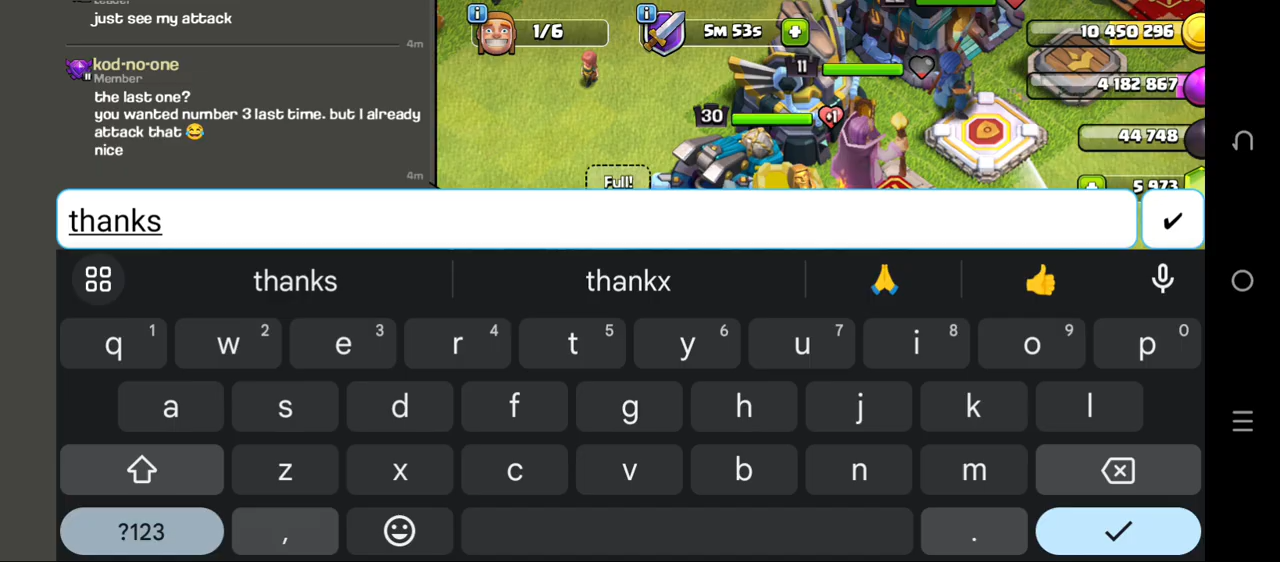 just see my attack
4m
kod-no-one
Member
the last one?
you wanted number 3 last time. but I already
attack that 😂
nice
4m
1/6
5M 53S
10 450 296
4 182 867
44 748
5 973
11
30
+1
Full!
thanks
✔
thanks thankx 🙏 👍
q 1 w 2 e 3 r 4 t 5 y 6 u 7 i 8 o 9 p 0
a s d f g h j k l
z x c v b n m
?123 , .